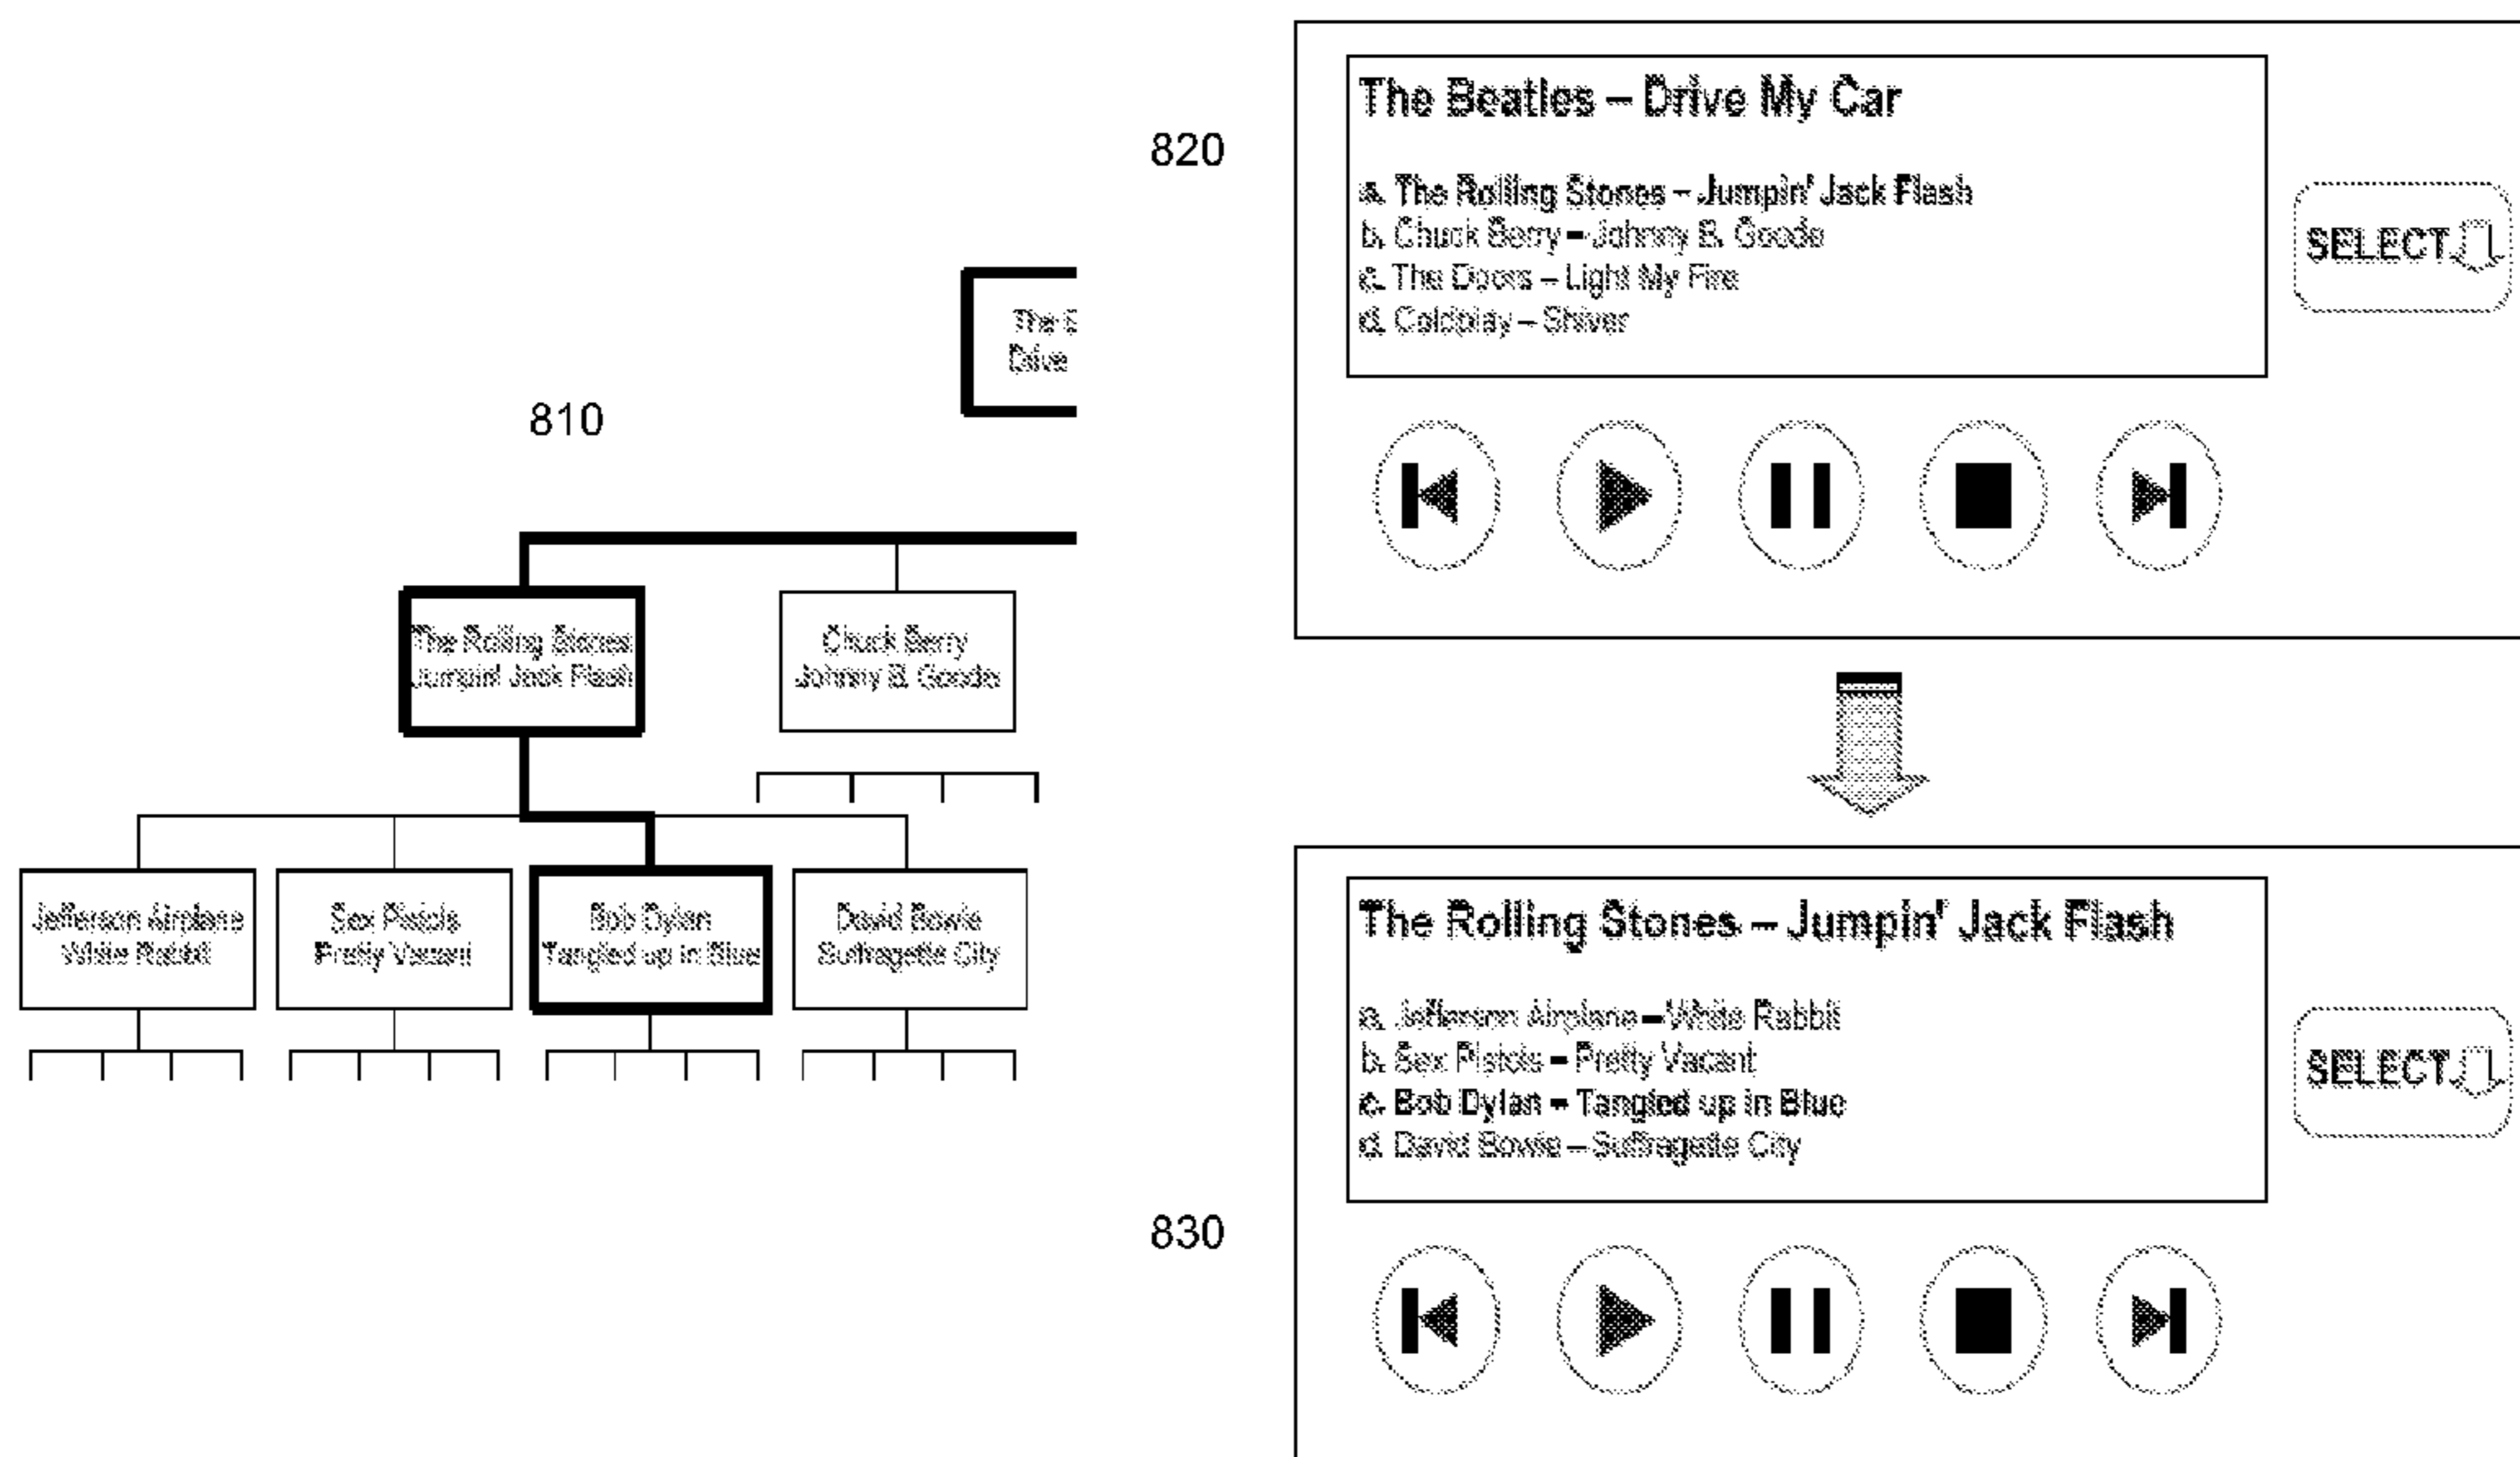 810
The
Drive
The Rolling Stones
Jumpin' Jack Flash
Chuck Berry
Johnny B. Goode
Jefferson Airplane
White Rabbit
Sex Pistols
Pretty Vacant
Bob Dylan
Tangled up in Blue
David Bowie
Suffragette City
820
The Beatles – Drive My Car
a. The Rolling Stones – Jumpin' Jack Flash
b. Chuck Berry – Johnny B. Goode
c. The Doors – Light My Fire
d. Coldplay – Shiver
SELECT
830
The Rolling Stones – Jumpin' Jack Flash
a. Jefferson Airplane – White Rabbit
b. Sex Pistols – Pretty Vacant
c. Bob Dylan – Tangled up in Blue
d. David Bowie – Suffragette City
SELECT